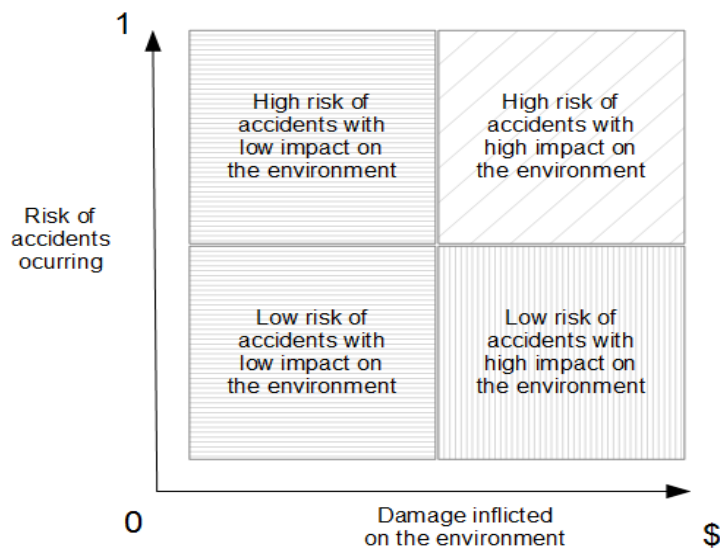 1
High risk of
accidents with
low impact on
the environment
High risk of
accidents with
high impact on
the environment
Risk of
accidents
ocurring
Low risk of
accidents with
low impact on
the environment
Low risk of
accidents with
high impact on
the environment
0
Damage inflicted
on the environment
$